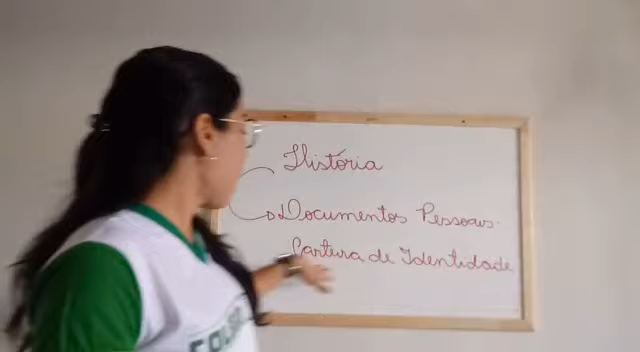 História
Documentos Pessoais-
Carteira de Identidade